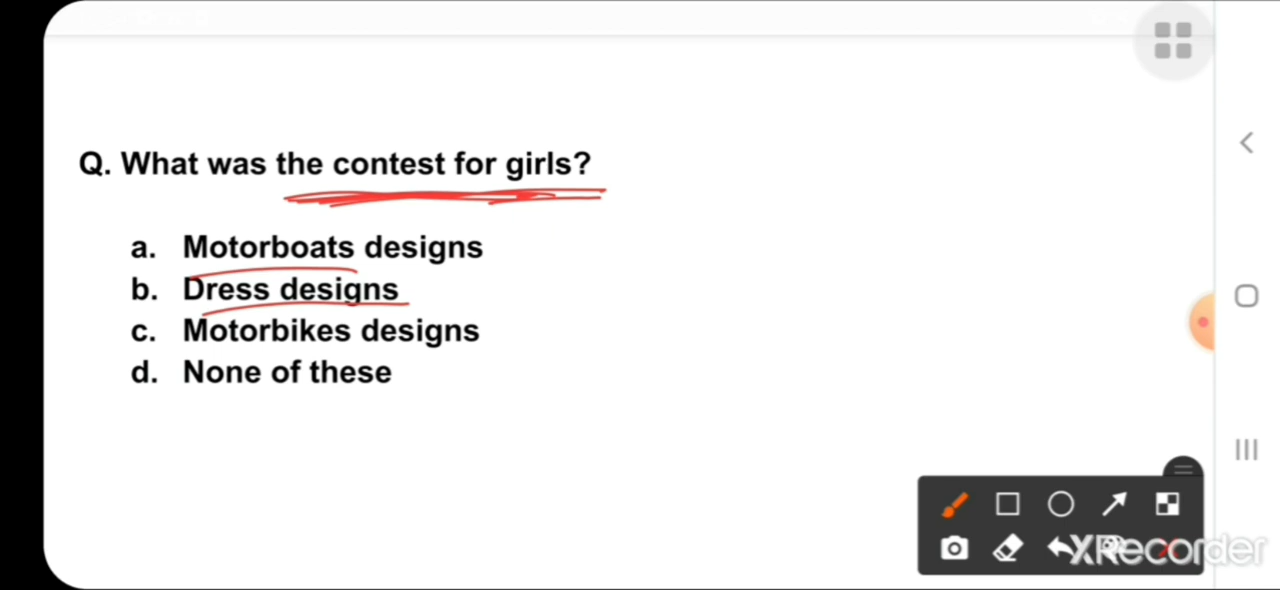 Q. What was the contest for girls?
a. Motorboats designs
b. Dress designs
c. Motorbikes designs
d. None of these
XRecorder